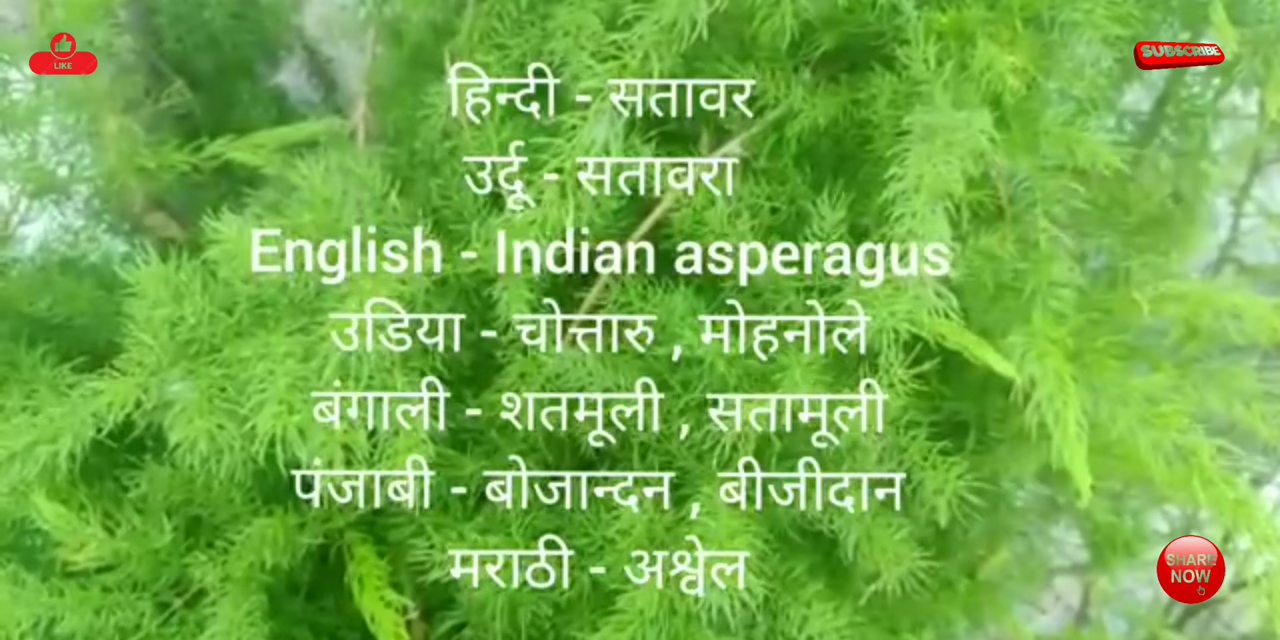 LIKE
SUBSCRIBE
हिन्दी - सतावर
उर्दू - सतावरा
English - Indian asperagus
उडिया - चोत्तारु , मोहनोले
बंगाली - शतमूली , सतामूली
पंजाबी - बोजान्दन , बीजीदान
मराठी - अश्वेल
SHARE
NOW